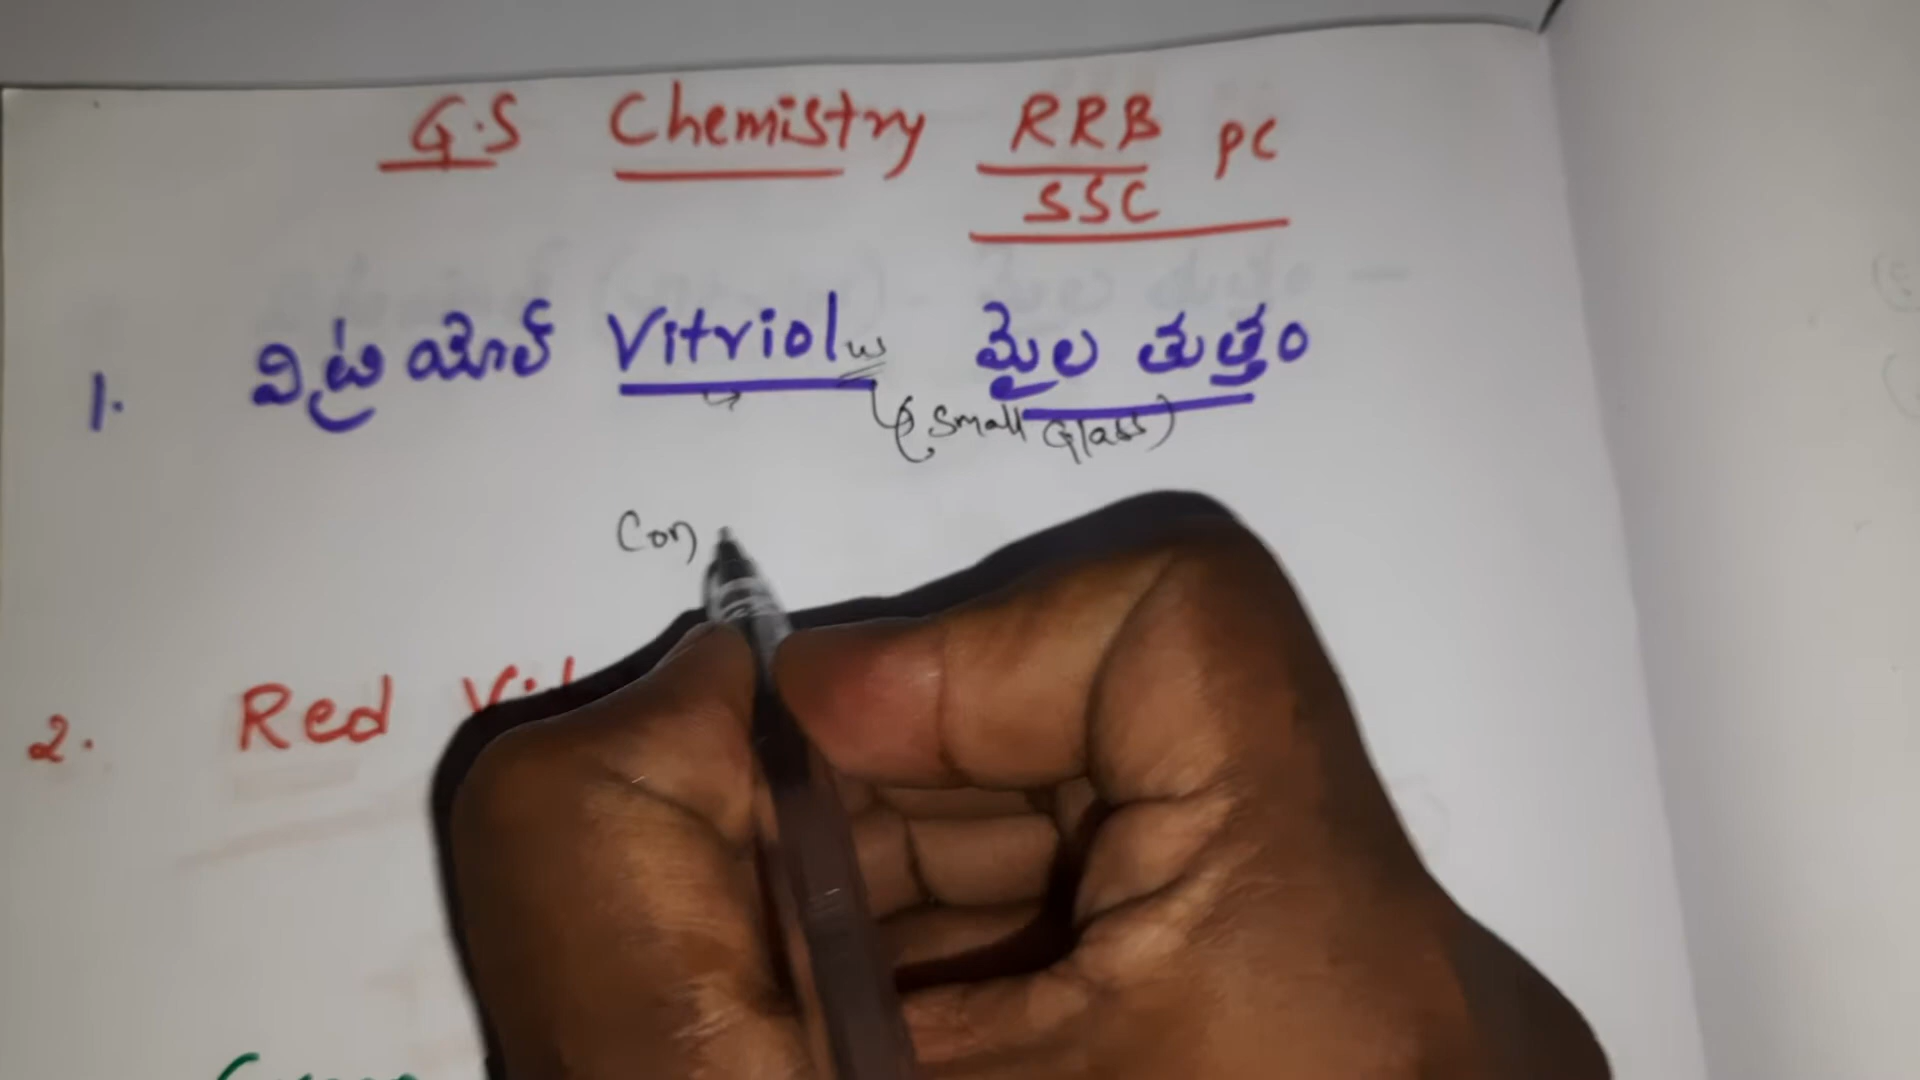 G.S Chemistry RRB PC
SSC
1. విట్రియోల్ Vitriol మైల తుత్తం
(Small Glass)
Con
2. Red